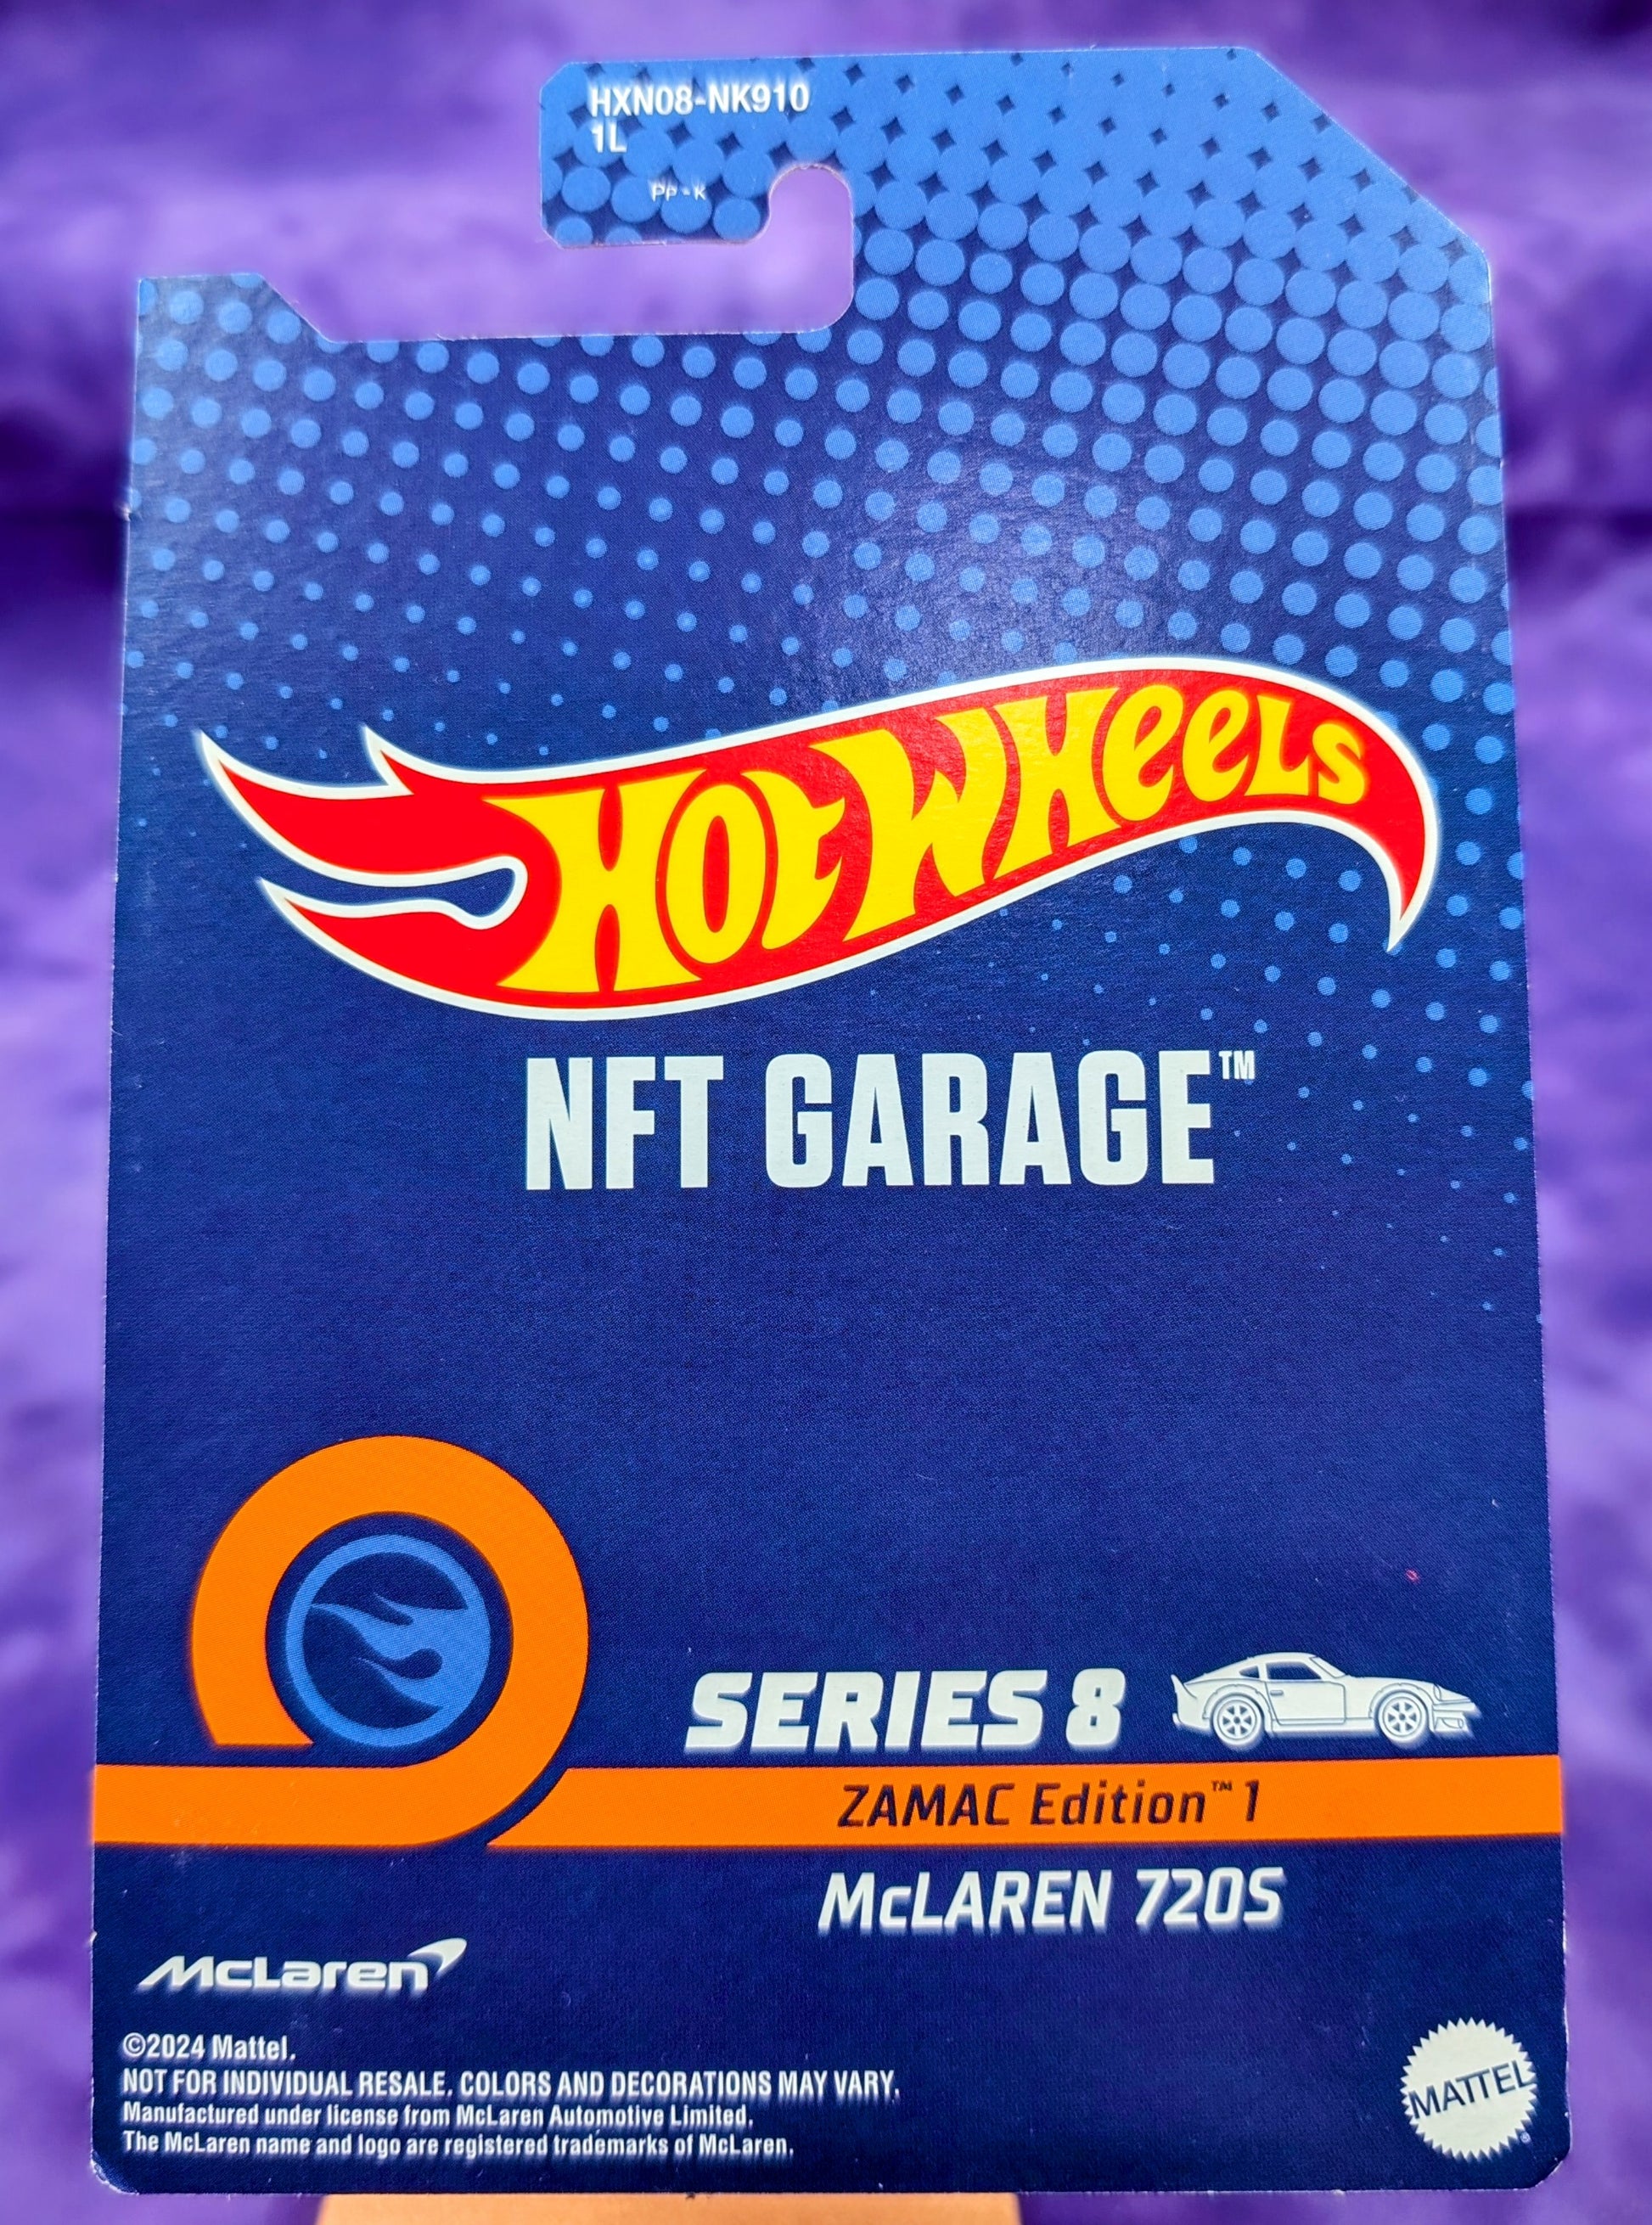 HXN08-NK910
1L
PP-K
HOT WHEELS
NFT GARAGE™
SERIES 8
ZAMAC Edition™ 1
McLAREN 720S
McLaren
©2024 Mattel.
NOT FOR INDIVIDUAL RESALE. COLORS AND DECORATIONS MAY VARY.
Manufactured under license from McLaren Automotive Limited.
The McLaren name and logo are registered trademarks of McLaren.
MATTEL®